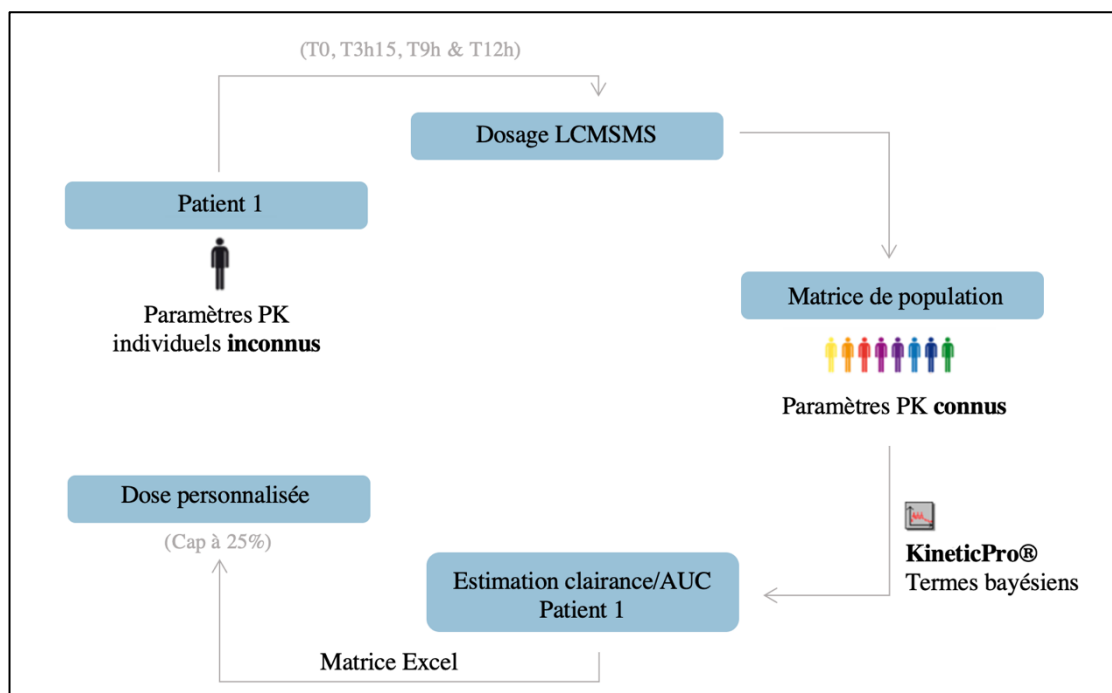 (T0, T3h15, T9h & T12h)
Dosage LCMSMS
Patient 1
Paramètres PK
individuels inconnus
Matrice de population
Paramètres PK connus
KineticPro®
Termes bayésiens
Estimation clairance/AUC
Patient 1
Matrice Excel
Dose personnalisée
(Cap à 25%)